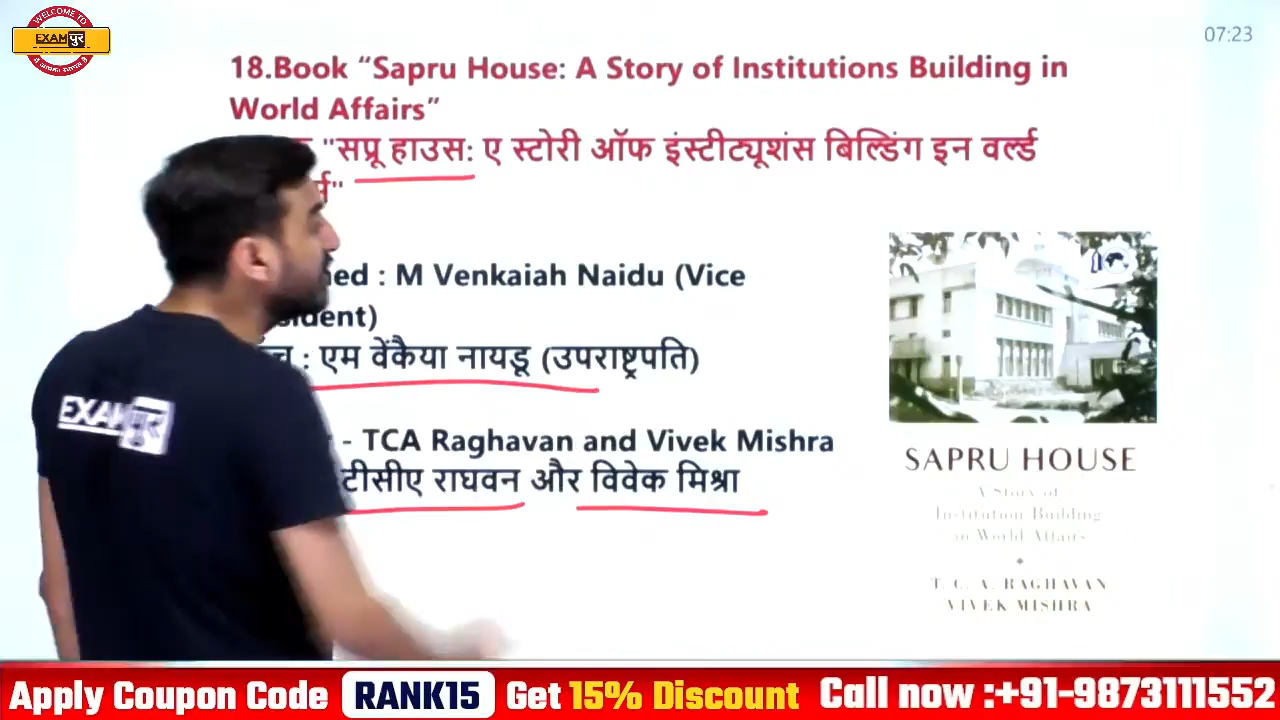 WELCOME TO
EXAMपुर
07:23
18.Book “Sapru House: A Story of Institutions Building in
World Affairs”
"सप्रू हाउस: ए स्टोरी ऑफ इंस्टीट्यूशंस बिल्डिंग इन वर्ल्ड
: M Venkaiah Naidu (Vice
: एम वेंकैया नायडू (उपराष्ट्रपति)
- TCA Raghavan and Vivek Mishra
टीसीए राघवन और विवेक मिश्रा
EXAMपुर
SAPRU HOUSE
A Story of
Institution Building
in World Affairs
T. C. A. RAGHAVAN
VIVEK MISHRA
Apply Coupon Code RANK15 Get 15% Discount Call now :+91-9873111552